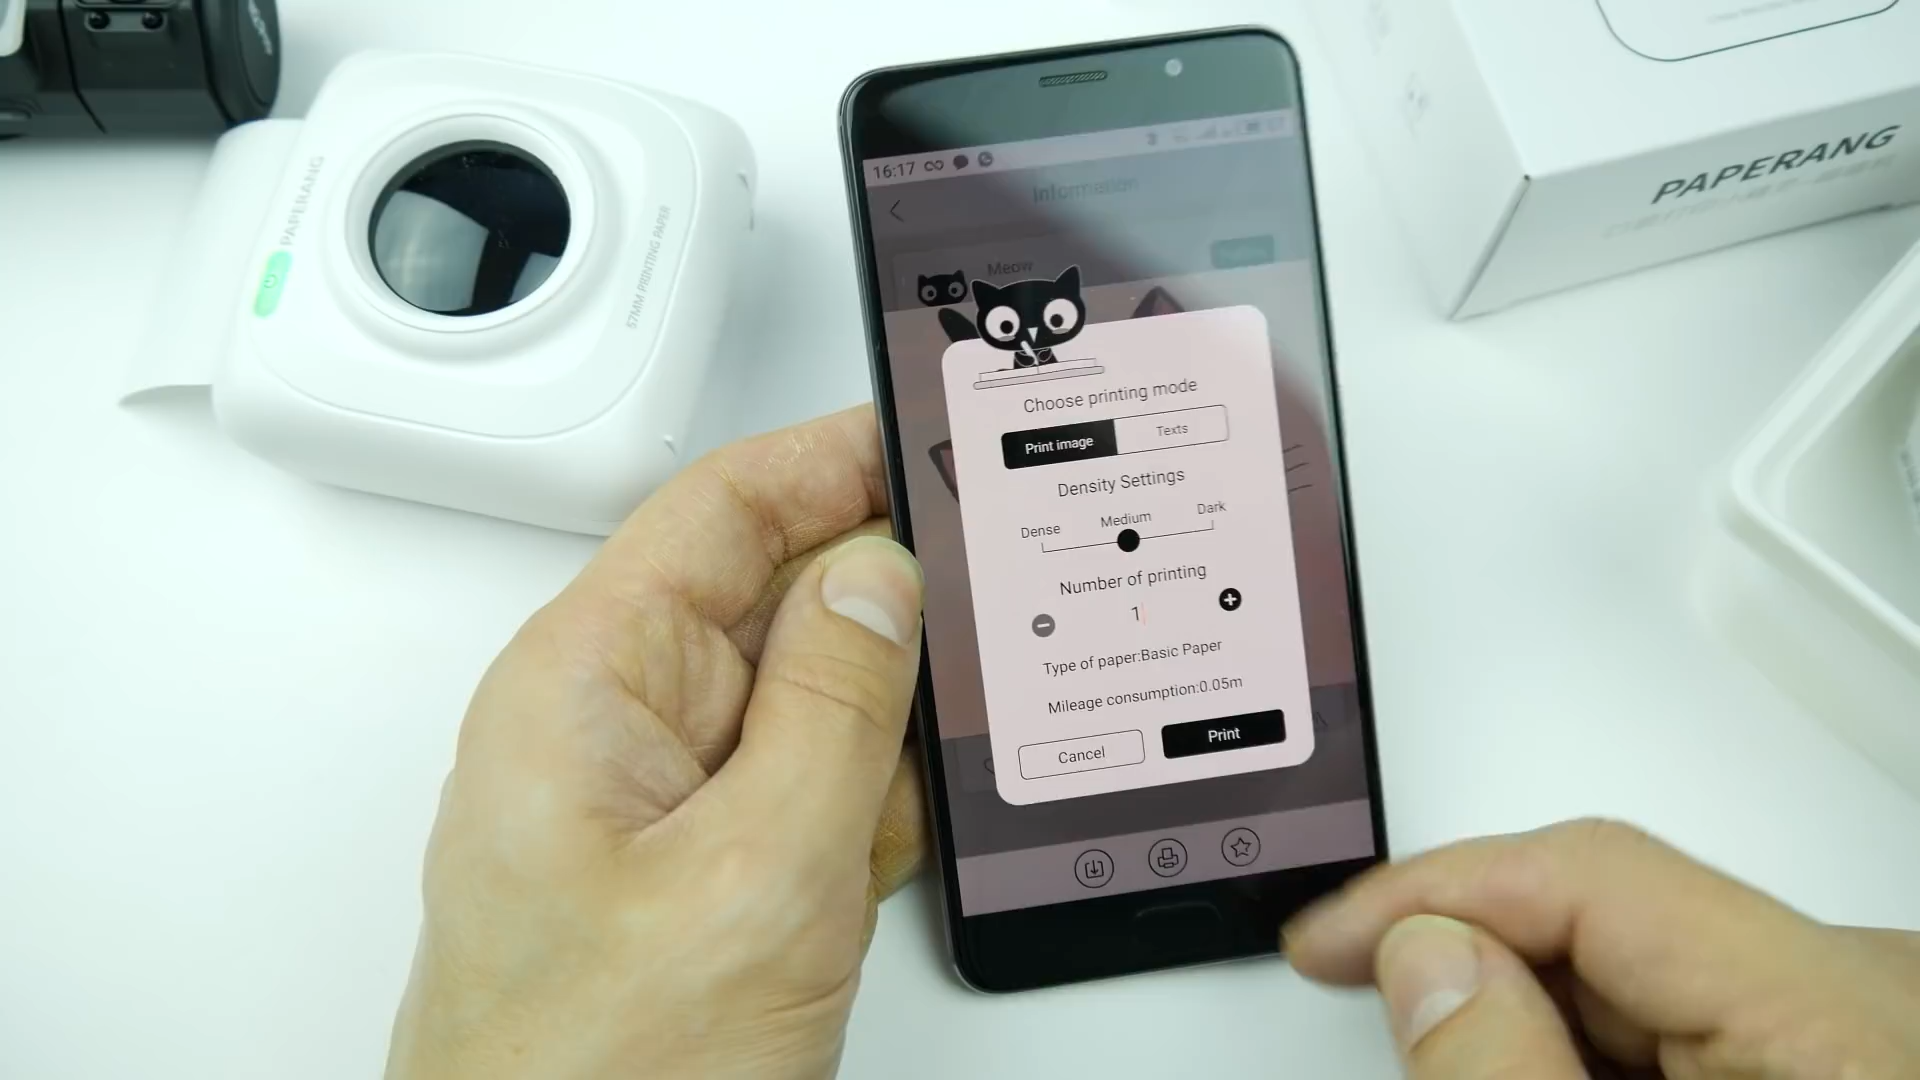 PAPERANG
57MM PRINTING PAPER
PAPERANG
16:17
Information
Meow
Choose printing mode
Print image
Texts
Density Settings
Dense
Medium
Dark
Number of printing
1
Type of paper:Basic Paper
Mileage consumption:0.05m
Cancel
Print